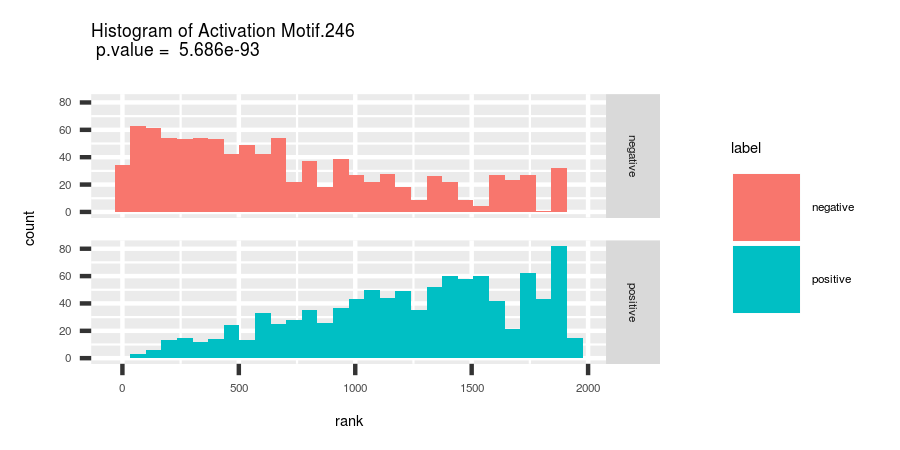 Histogram of Activation Motif.246
p.value = 5.686e-93
80
60
40
20
0
negative
80
60
40
20
0
positive
0 500 1000 1500 2000
rank
count
label
negative
positive